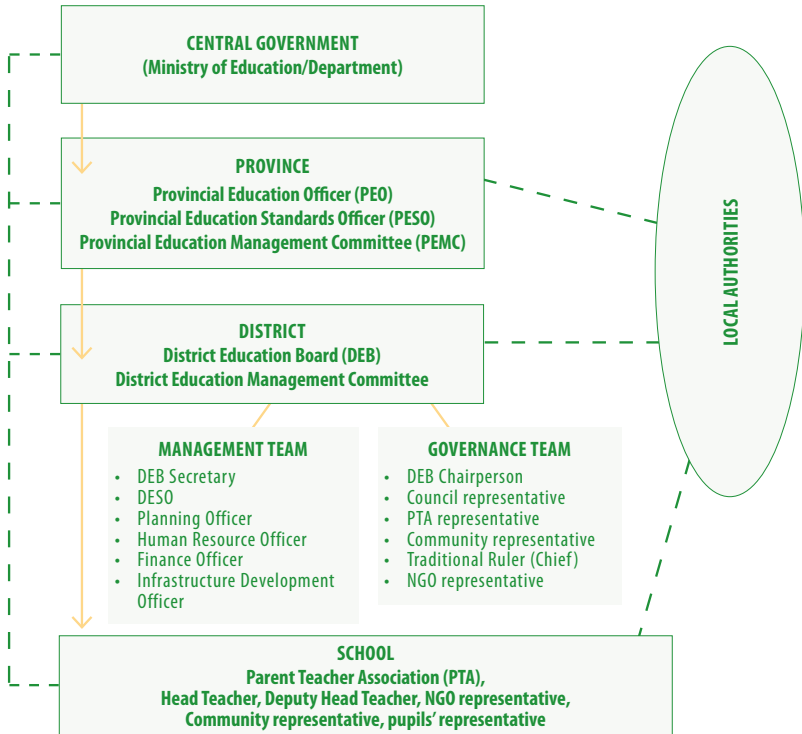 CENTRAL GOVERNMENT
(Ministry of Education/Department)
PROVINCE
Provincial Education Officer (PEO)
Provincial Education Standards Officer (PESO)
Provincial Education Management Committee (PEMC)
LOCAL AUTHORITIES
DISTRICT
District Education Board (DEB)
District Education Management Committee
MANAGEMENT TEAM
• DEB Secretary
• DESO
• Planning Officer
• Human Resource Officer
• Finance Officer
• Infrastructure Development
Officer
GOVERNANCE TEAM
• DEB Chairperson
• Council representative
• PTA representative
• Community representative
• Traditional Ruler (Chief)
• NGO representative
SCHOOL
Parent Teacher Association (PTA),
Head Teacher, Deputy Head Teacher, NGO representative,
Community representative, pupils’ representative